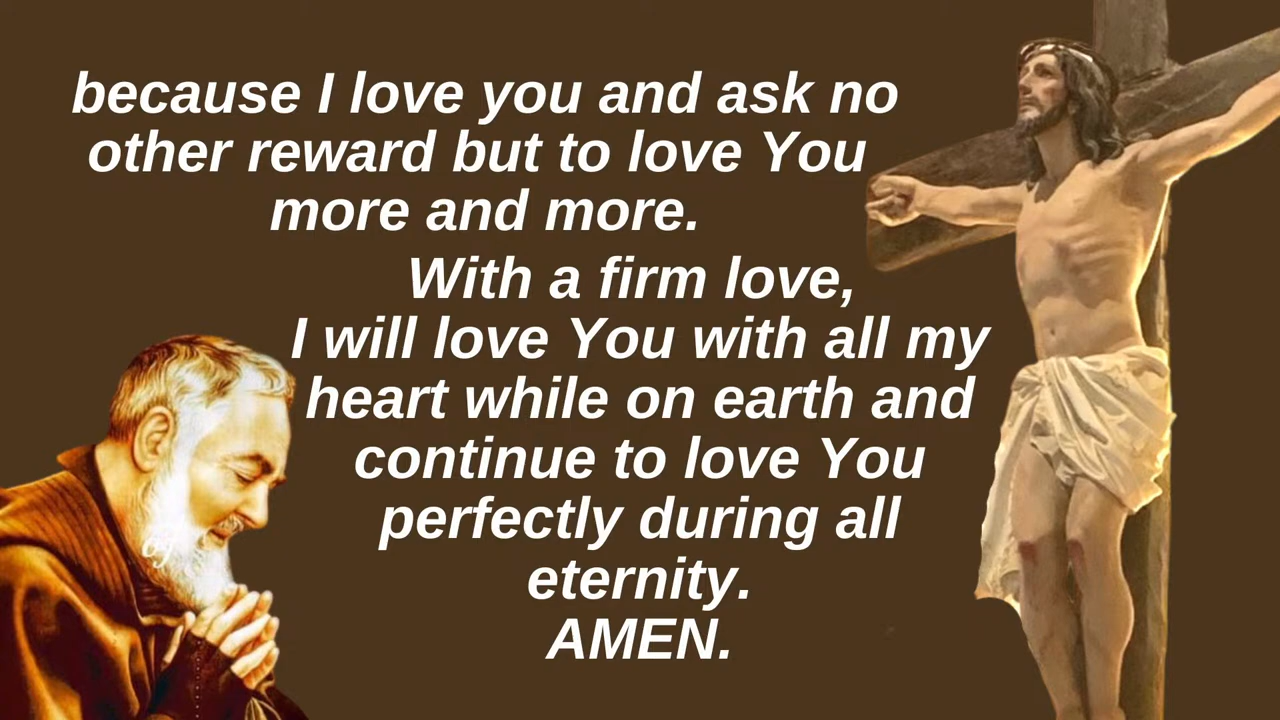 because I love you and ask no
other reward but to love You
more and more.
With a firm love,
I will love You with all my
heart while on earth and
continue to love You
perfectly during all
eternity.
AMEN.